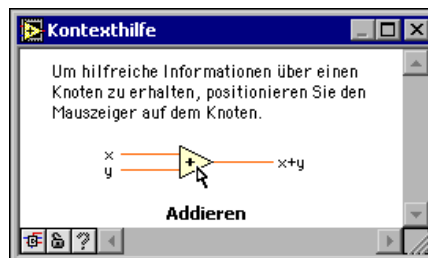 Kontexthilfe
Um hilfreiche Informationen über einen
Knoten zu erhalten, positionieren Sie den
Mauszeiger auf dem Knoten.
x
y
+
x+y
Addieren
?